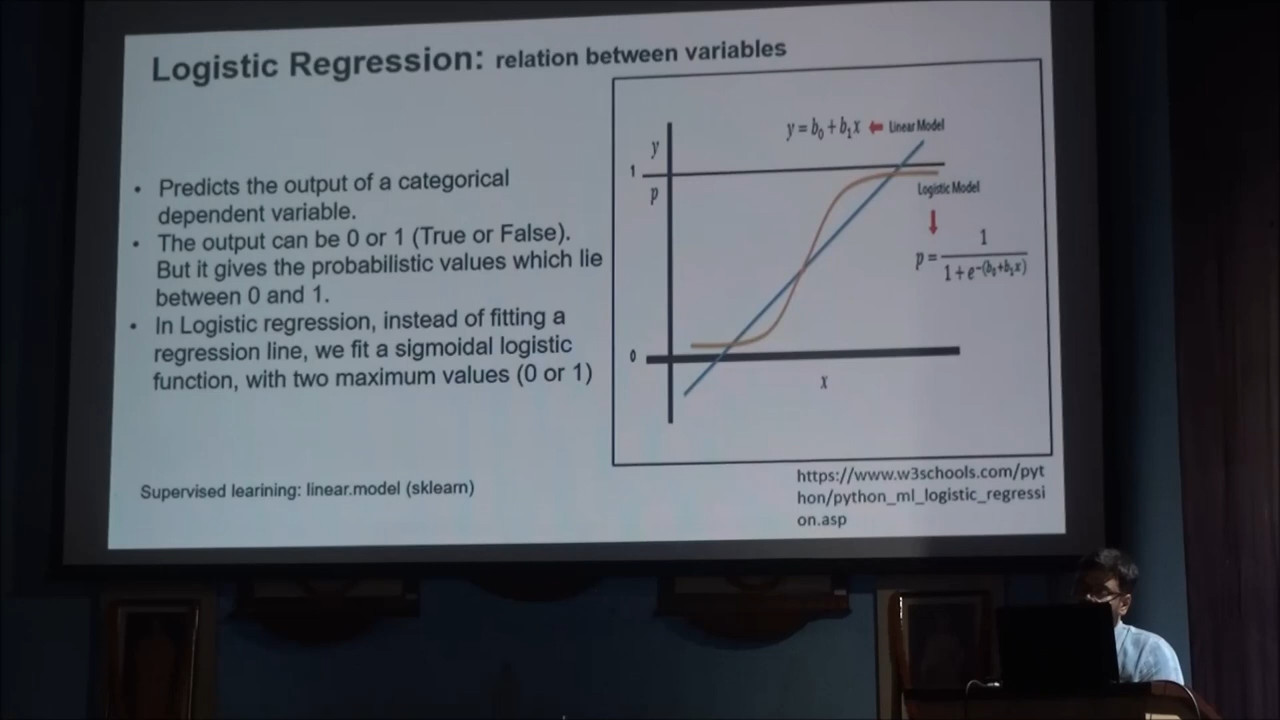 Logistic Regression: relation between variables
• Predicts the output of a categorical
dependent variable.
• The output can be 0 or 1 (True or False).
But it gives the probabilistic values which lie
between 0 and 1.
• In Logistic regression, instead of fitting a
regression line, we fit a sigmoidal logistic
function, with two maximum values (0 or 1)
Supervised learining: linear.model (sklearn)
y = b₀ + b₁x Linear Model
y
1
p
Logistic Model
p = 1 / 1 + e^-(b₀+b₁x)
0
x
https://www.w3schools.com/pyt
hon/python_ml_logistic_regressi
on.asp